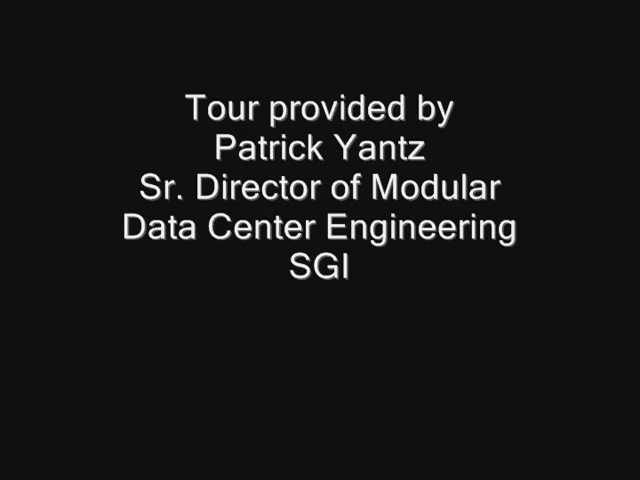 Tour provided by
Patrick Yantz
Sr. Director of Modular
Data Center Engineering
SGI